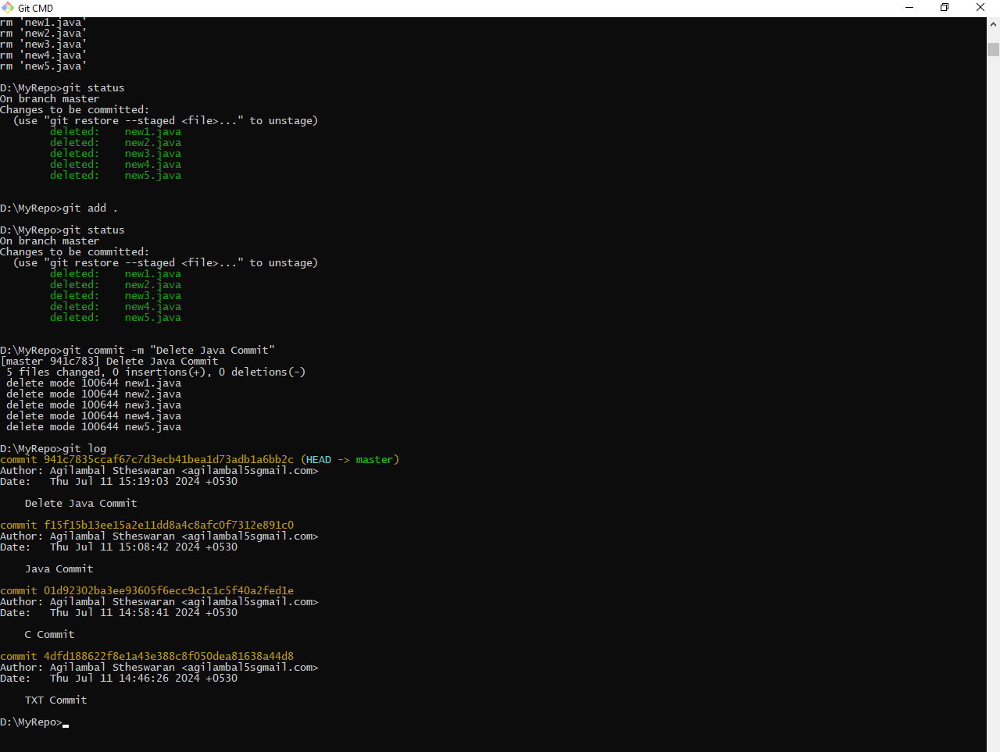 Git CMD
rm 'new1.java'
rm 'new2.java'
rm 'new3.java'
rm 'new4.java'
rm 'new5.java'
D:\MyRepo>git status
On branch master
Changes to be committed:
  (use "git restore --staged <file>..." to unstage)
        deleted:    new1.java
        deleted:    new2.java
        deleted:    new3.java
        deleted:    new4.java
        deleted:    new5.java
D:\MyRepo>git add .
D:\MyRepo>git status
On branch master
Changes to be committed:
  (use "git restore --staged <file>..." to unstage)
        deleted:    new1.java
        deleted:    new2.java
        deleted:    new3.java
        deleted:    new4.java
        deleted:    new5.java
D:\MyRepo>git commit -m "Delete Java Commit"
[master 941c783] Delete Java Commit
 5 files changed, 0 insertions(+), 0 deletions(-)
 delete mode 100644 new1.java
 delete mode 100644 new2.java
 delete mode 100644 new3.java
 delete mode 100644 new4.java
 delete mode 100644 new5.java
D:\MyRepo>git log
commit 941c7835ccaf67c7d3ecb41bea1d73adb1a6bb2c (HEAD -> master)
Author: Agilambal Stheswaran <agilambal5sgmail.com>
Date:   Thu Jul 11 15:19:03 2024 +0530
    Delete Java Commit
commit f15f15b13ee15a2e11dd8a4c8afc0f7312e891c0
Author: Agilambal Stheswaran <agilambal5sgmail.com>
Date:   Thu Jul 11 15:08:42 2024 +0530
    Java Commit
commit 01d92302ba3ee93605f6ecc9c1c1c5f40a2fed1e
Author: Agilambal Stheswaran <agilambal5sgmail.com>
Date:   Thu Jul 11 14:58:41 2024 +0530
    C Commit
commit 4dfd188622f8e1a43e388c8f050dea81638a44d8
Author: Agilambal Stheswaran <agilambal5sgmail.com>
Date:   Thu Jul 11 14:46:26 2024 +0530
    TXT Commit
D:\MyRepo>